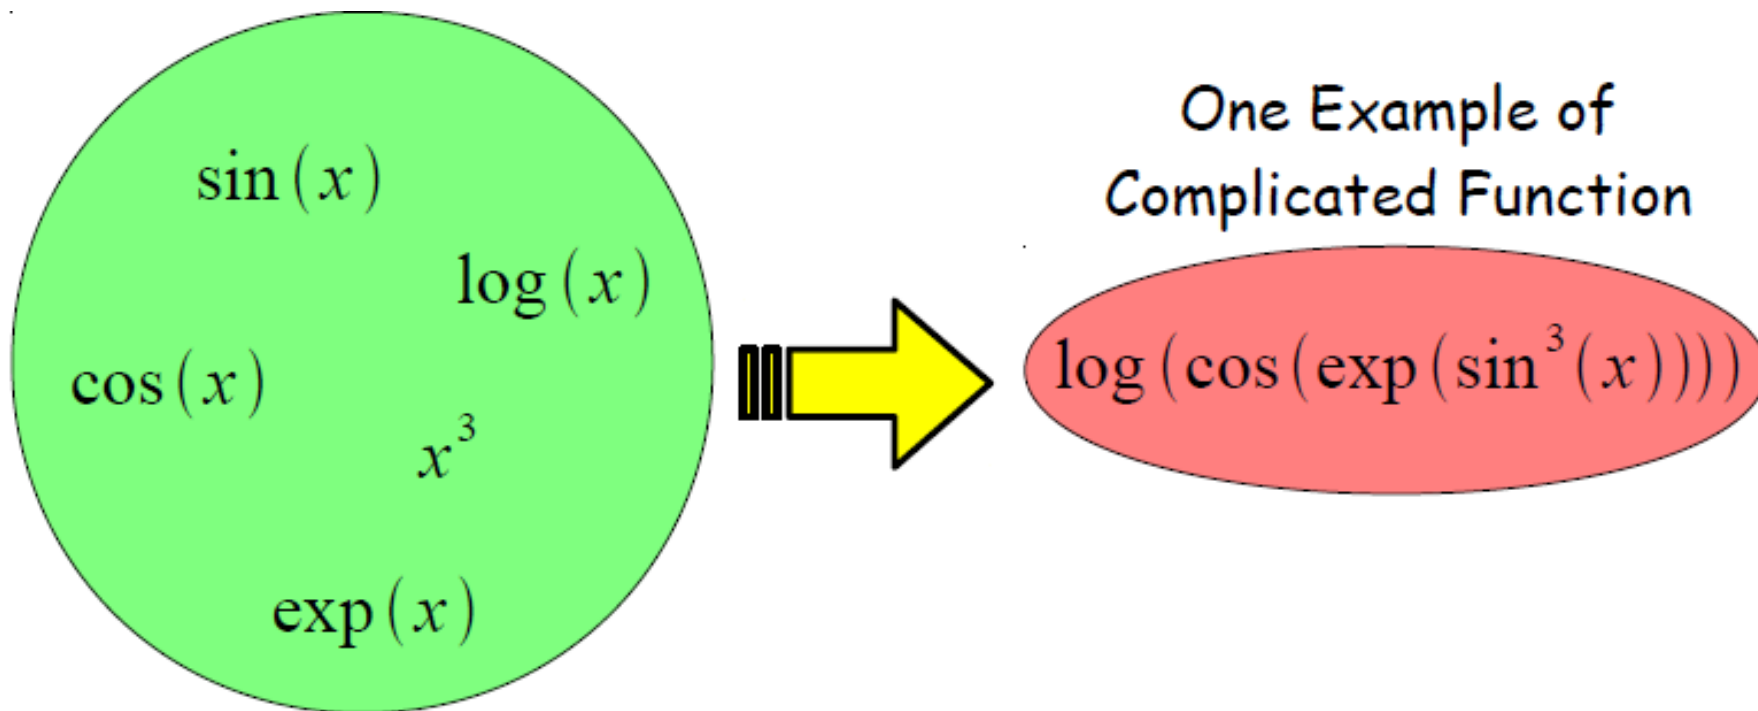 sin(x)
log(x)
cos(x)
x³
exp(x)
One Example of
Complicated Function
log(cos(exp(sin³(x))))